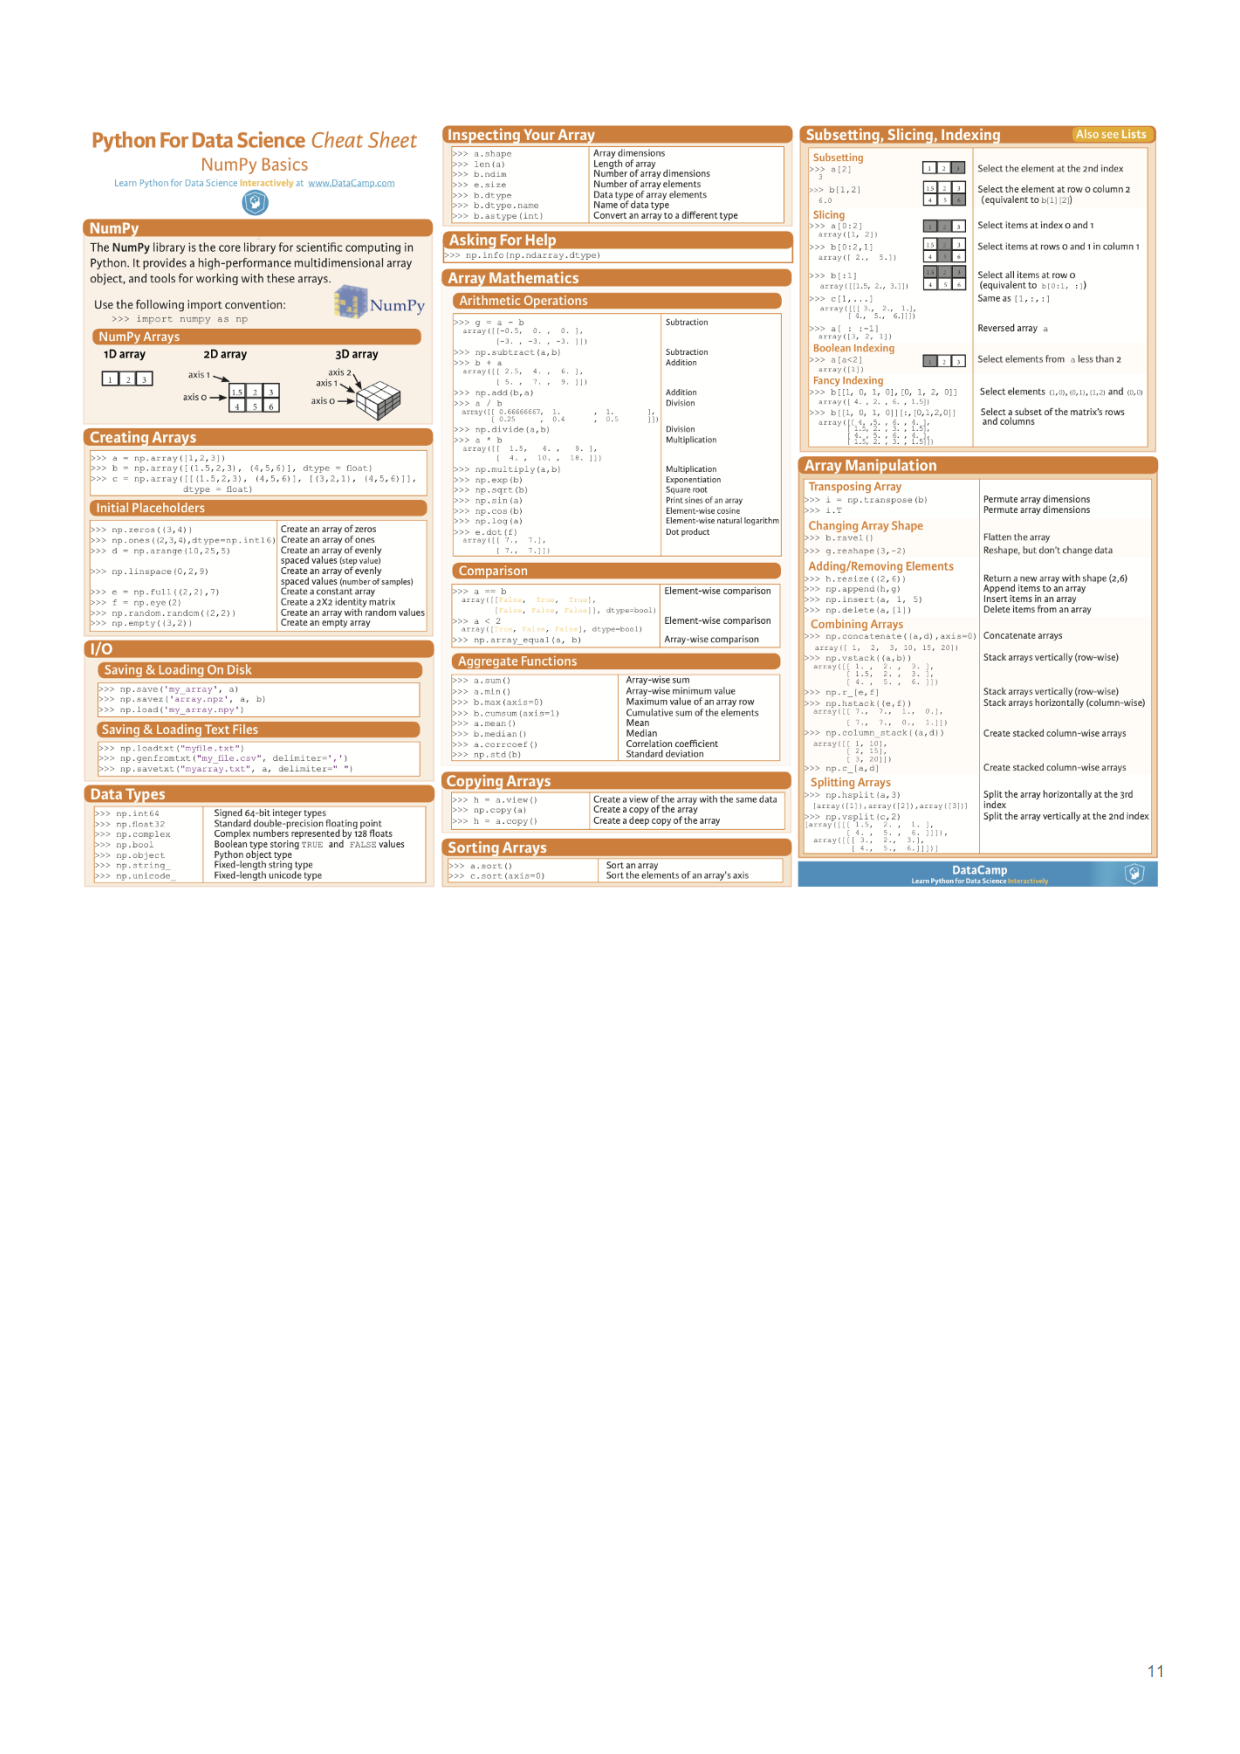 Python For Data Science Cheat Sheet
NumPy Basics
Learn Python for Data Science Interactively at www.DataCamp.com
NumPy
The NumPy library is the core library for scientific computing in
Python. It provides a high-performance multidimensional array
object, and tools for working with these arrays.
Use the following import convention:
>>> import numpy as np
NumPy
NumPy Arrays
1D array 2D array 3D array
1 2 3
axis 1
axis 0
1.5 2 3
4 5 6
axis 2
axis 1
axis 0
Creating Arrays
>>> a = np.array([1,2,3])
>>> b = np.array([(1.5,2,3), (4,5,6)], dtype = float)
>>> c = np.array([[(1.5,2,3), (4,5,6)], [(3,2,1), (4,5,6)]],
dtype = float)
Initial Placeholders
>>> np.zeros((3,4)) Create an array of zeros
>>> np.ones((2,3,4),dtype=np.int16) Create an array of ones
>>> d = np.arange(10,25,5) Create an array of evenly
spaced values (step value)
>>> np.linspace(0,2,9) Create an array of evenly
spaced values (number of samples)
>>> e = np.full((2,2),7) Create a constant array
>>> f = np.eye(2) Create a 2X2 identity matrix
>>> np.random.random((2,2)) Create an array with random values
>>> np.empty((3,2)) Create an empty array
I/O
Saving & Loading On Disk
>>> np.save('my_array', a)
>>> np.savez('array.npz', a, b)
>>> np.load('my_array.npy')
Saving & Loading Text Files
>>> np.loadtxt("myfile.txt")
>>> np.genfromtxt("my_file.csv", delimiter=',')
>>> np.savetxt("myarray.txt", a, delimiter=" ")
Data Types
>>> np.int64 Signed 64-bit integer types
>>> np.float32 Standard double-precision floating point
>>> np.complex Complex numbers represented by 128 floats
>>> np.bool Boolean type storing TRUE and FALSE values
>>> np.object Python object type
>>> np.string_ Fixed-length string type
>>> np.unicode_ Fixed-length unicode type
Inspecting Your Array
>>> a.shape Array dimensions
>>> len(a) Length of array
>>> b.ndim Number of array dimensions
>>> e.size Number of array elements
>>> b.dtype Data type of array elements
>>> b.dtype.name Name of data type
>>> b.astype(int) Convert an array to a different type
Asking For Help
>>> np.info(np.ndarray.dtype)
Array Mathematics
Arithmetic Operations
>>> g = a - b Subtraction
array([[-0.5, 0. , 0. ],
[-3. , -3. , -3. ]])
>>> np.subtract(a,b) Subtraction
>>> b + a Addition
array([[ 2.5, 4. , 6. ],
[ 5. , 7. , 9. ]])
>>> np.add(b,a) Addition
>>> a / b Division
array([[ 0.66666667, 1. , 1. ],
[ 0.25 , 0.4 , 0.5 ]])
>>> np.divide(a,b) Division
>>> a * b Multiplication
array([[ 1.5, 4. , 9. ],
[ 4. , 10. , 18. ]])
>>> np.multiply(a,b) Multiplication
>>> np.exp(b) Exponentiation
>>> np.sqrt(b) Square root
>>> np.sin(a) Print sines of an array
>>> np.cos(b) Element-wise cosine
>>> np.log(a) Element-wise natural logarithm
>>> e.dot(f) Dot product
array([[ 7., 7.],
[ 7., 7.]])
Comparison
>>> a == b Element-wise comparison
array([[False, True, True],
[False, False, False]], dtype=bool)
>>> a < 2 Element-wise comparison
array([True, False, False], dtype=bool)
>>> np.array_equal(a, b) Array-wise comparison
Aggregate Functions
>>> a.sum() Array-wise sum
>>> a.min() Array-wise minimum value
>>> b.max(axis=0) Maximum value of an array row
>>> b.cumsum(axis=1) Cumulative sum of the elements
>>> a.mean() Mean
>>> b.median() Median
>>> a.corrcoef() Correlation coefficient
>>> np.std(b) Standard deviation
Copying Arrays
>>> h = a.view() Create a view of the array with the same data
>>> np.copy(a) Create a copy of the array
>>> h = a.copy() Create a deep copy of the array
Sorting Arrays
>>> a.sort() Sort an array
>>> c.sort(axis=0) Sort the elements of an array's axis
Subsetting, Slicing, Indexing Also see Lists
Subsetting
>>> a[2] 1 2 3 Select the element at the 2nd index
3
>>> b[1,2] 1.5 2 3 Select the element at row 0 column 2
6.0 4 5 6 (equivalent to b[1][2])
Slicing
>>> a[0:2] 1 2 3 Select items at index 0 and 1
array([1, 2])
>>> b[0:2,1] 1.5 2 3 Select items at rows 0 and 1 in column 1
array([ 2., 5.]) 4 5 6
>>> b[:1] 1.5 2 3 Select all items at row 0
array([[1.5, 2., 3.]]) 4 5 6 (equivalent to b[0:1, :])
>>> c[1,...] Same as [1,:,:]
array([[[ 3., 2., 1.],
[ 4., 5., 6.]]])
>>> a[ : :-1] Reversed array a
array([3, 2, 1])
Boolean Indexing
>>> a[a<2] 1 2 3 Select elements from a less than 2
array([1])
Fancy Indexing
>>> b[[1, 0, 1, 0],[0, 1, 2, 0]] Select elements (1,0),(0,1),(1,2) and (0,0)
array([ 4. , 2. , 6. , 1.5])
>>> b[[1, 0, 1, 0]][:,[0,1,2,0]] Select a subset of the matrix's rows
array([[ 4. ,5. , 6. , 4. ], and columns
[ 1.5, 2. , 3. , 1.5],
[ 4. , 5. , 6. , 4. ],
[ 1.5, 2. , 3. , 1.5]])
Array Manipulation
Transposing Array
>>> i = np.transpose(b) Permute array dimensions
>>> i.T Permute array dimensions
Changing Array Shape
>>> b.ravel() Flatten the array
>>> g.reshape(3,-2) Reshape, but don't change data
Adding/Removing Elements
>>> h.resize((2,6)) Return a new array with shape (2,6)
>>> np.append(h,g) Append items to an array
>>> np.insert(a, 1, 5) Insert items in an array
>>> np.delete(a,[1]) Delete items from an array
Combining Arrays
>>> np.concatenate((a,d),axis=0) Concatenate arrays
array([ 1, 2, 3, 10, 15, 20])
>>> np.vstack((a,b)) Stack arrays vertically (row-wise)
array([[ 1. , 2. , 3. ],
[ 1.5, 2. , 3. ],
[ 4. , 5. , 6. ]])
>>> np.r_[e,f] Stack arrays vertically (row-wise)
>>> np.hstack((e,f)) Stack arrays horizontally (column-wise)
array([[ 7., 7., 1., 0.],
[ 7., 7., 0., 1.]])
>>> np.column_stack((a,d)) Create stacked column-wise arrays
array([[ 1, 10],
[ 2, 15],
[ 3, 20]])
>>> np.c_[a,d] Create stacked column-wise arrays
Splitting Arrays
>>> np.hsplit(a,3) Split the array horizontally at the 3rd
[array([1]),array([2]),array([3])] index
>>> np.vsplit(c,2) Split the array vertically at the 2nd index
[array([[[ 1.5, 2. , 1. ],
[ 4. , 5. , 6. ]]]),
array([[[ 3., 2., 3.],
[ 4., 5., 6.]]])]
DataCamp
Learn Python for Data Science Interactively
11